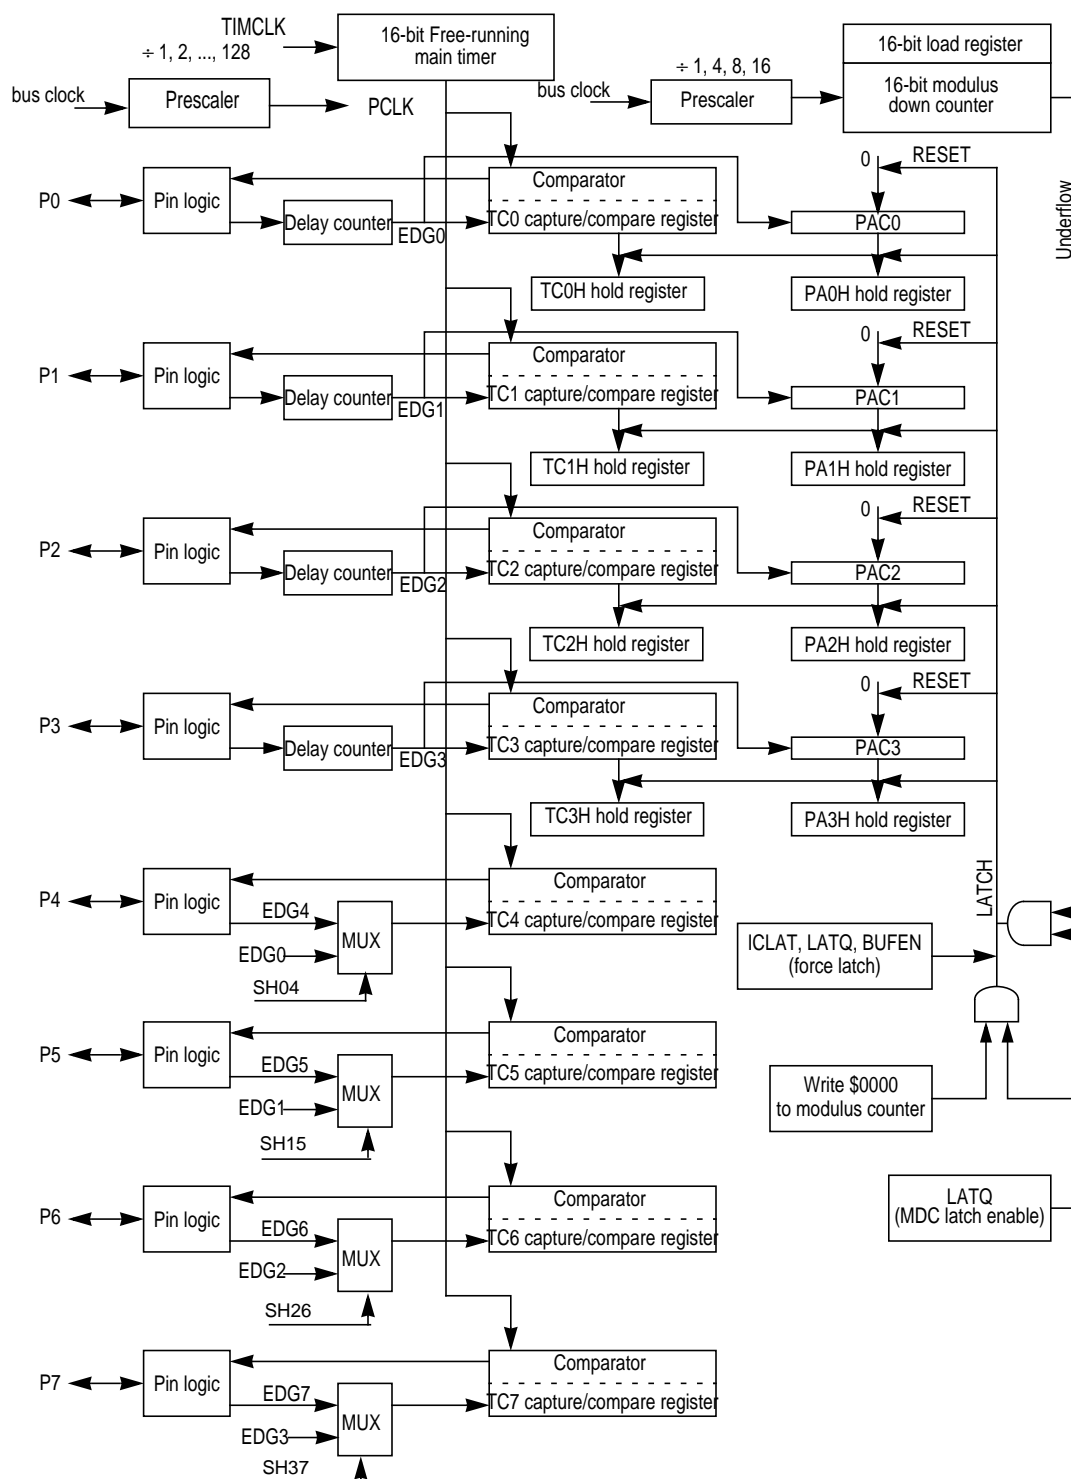 TIMCLK
16-bit Free-running
main timer
÷ 1, 2, ..., 128
bus clock
Prescaler
PCLK
÷ 1, 4, 8, 16
bus clock
Prescaler
16-bit load register
16-bit modulus
down counter
Underflow
P0
Pin logic
Delay counter
EDG0
Comparator
TC0 capture/compare register
0
RESET
PAC0
TC0H hold register
PA0H hold register
P1
Pin logic
Delay counter
EDG1
Comparator
TC1 capture/compare register
0
RESET
PAC1
TC1H hold register
PA1H hold register
P2
Pin logic
Delay counter
EDG2
Comparator
TC2 capture/compare register
0
RESET
PAC2
TC2H hold register
PA2H hold register
P3
Pin logic
Delay counter
EDG3
Comparator
TC3 capture/compare register
0
RESET
PAC3
TC3H hold register
PA3H hold register
LATCH
P4
Pin logic
EDG4
EDG0
MUX
SH04
Comparator
TC4 capture/compare register
ICLAT, LATQ, BUFEN
(force latch)
P5
Pin logic
EDG5
EDG1
MUX
SH15
Comparator
TC5 capture/compare register
Write $0000
to modulus counter
P6
Pin logic
EDG6
EDG2
MUX
SH26
Comparator
TC6 capture/compare register
LATQ
(MDC latch enable)
P7
Pin logic
EDG7
EDG3
MUX
SH37
Comparator
TC7 capture/compare register